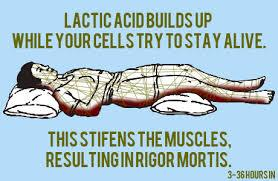 LACTIC ACID BUILDS UP
WHILE YOUR CELLS TRY TO STAY ALIVE.
THIS STIFENS THE MUSCLES,
RESULTING IN RIGOR MORTIS.
3-36 HOURS IN